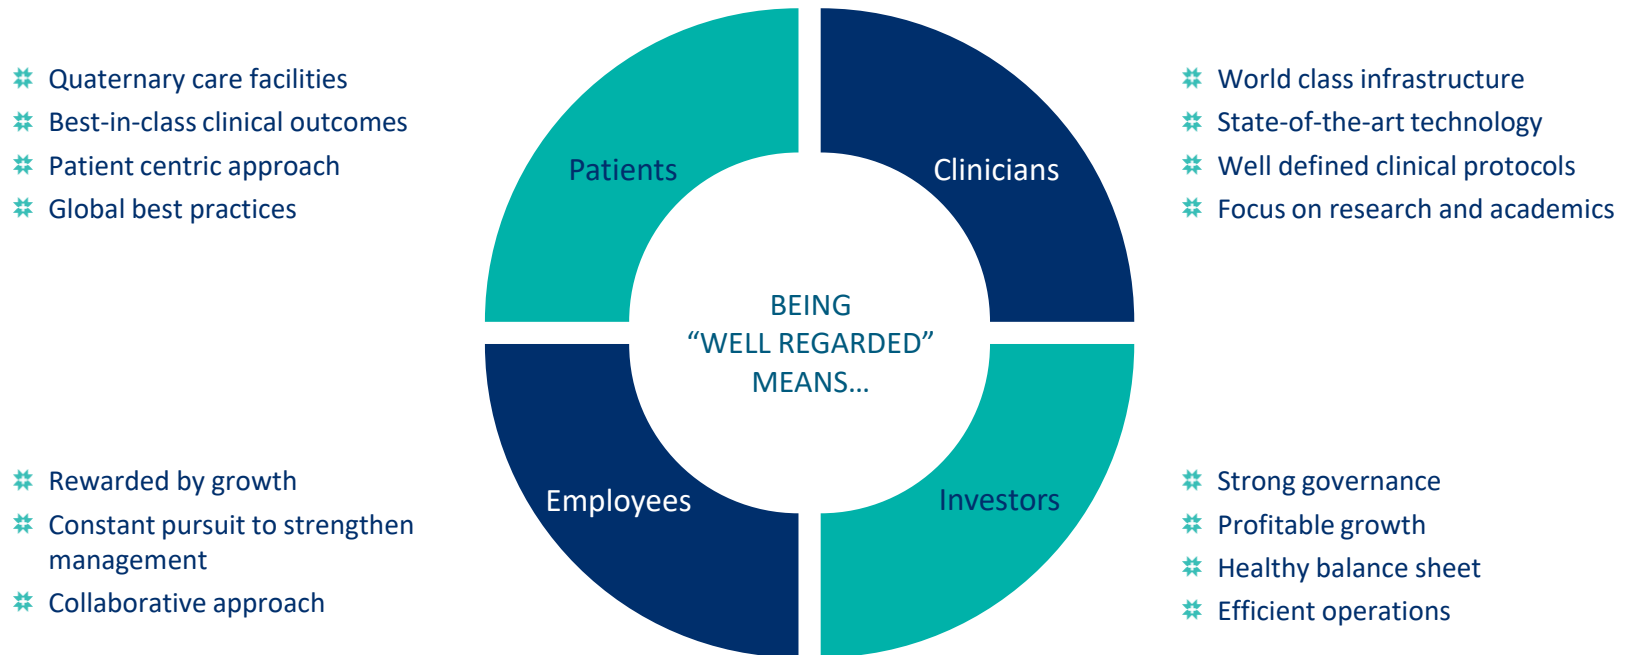 Quaternary care facilities
Best-in-class clinical outcomes
Patient centric approach
Global best practices
Patients
Clinicians
World class infrastructure
State-of-the-art technology
Well defined clinical protocols
Focus on research and academics
BEING
“WELL REGARDED”
MEANS…
Rewarded by growth
Constant pursuit to strengthen
management
Collaborative approach
Employees
Investors
Strong governance
Profitable growth
Healthy balance sheet
Efficient operations